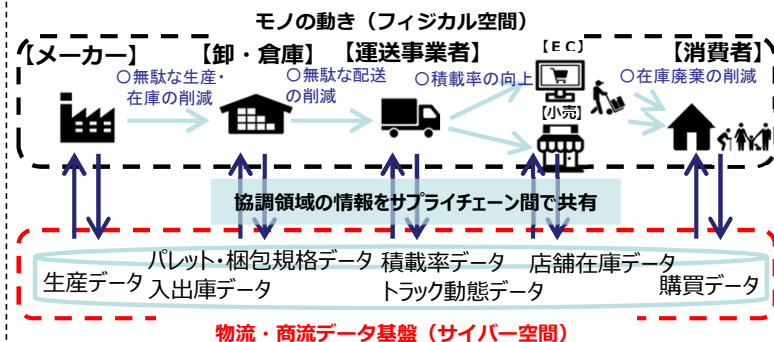 モノの動き（フィジカル空間）
【メーカー】
【卸・倉庫】
【運送事業者】
【ＥＣ】
【消費者】
○無駄な生産・
在庫の削減
○無駄な配送
の削減
○積載率の向上
○在庫廃棄の削減
【小売】
協調領域の情報をサプライチェーン間で共有
生産データ
パレット・梱包規格データ
入出庫データ
積載率データ
トラック動態データ
店舗在庫データ
購買データ
物流・商流データ基盤（サイバー空間）